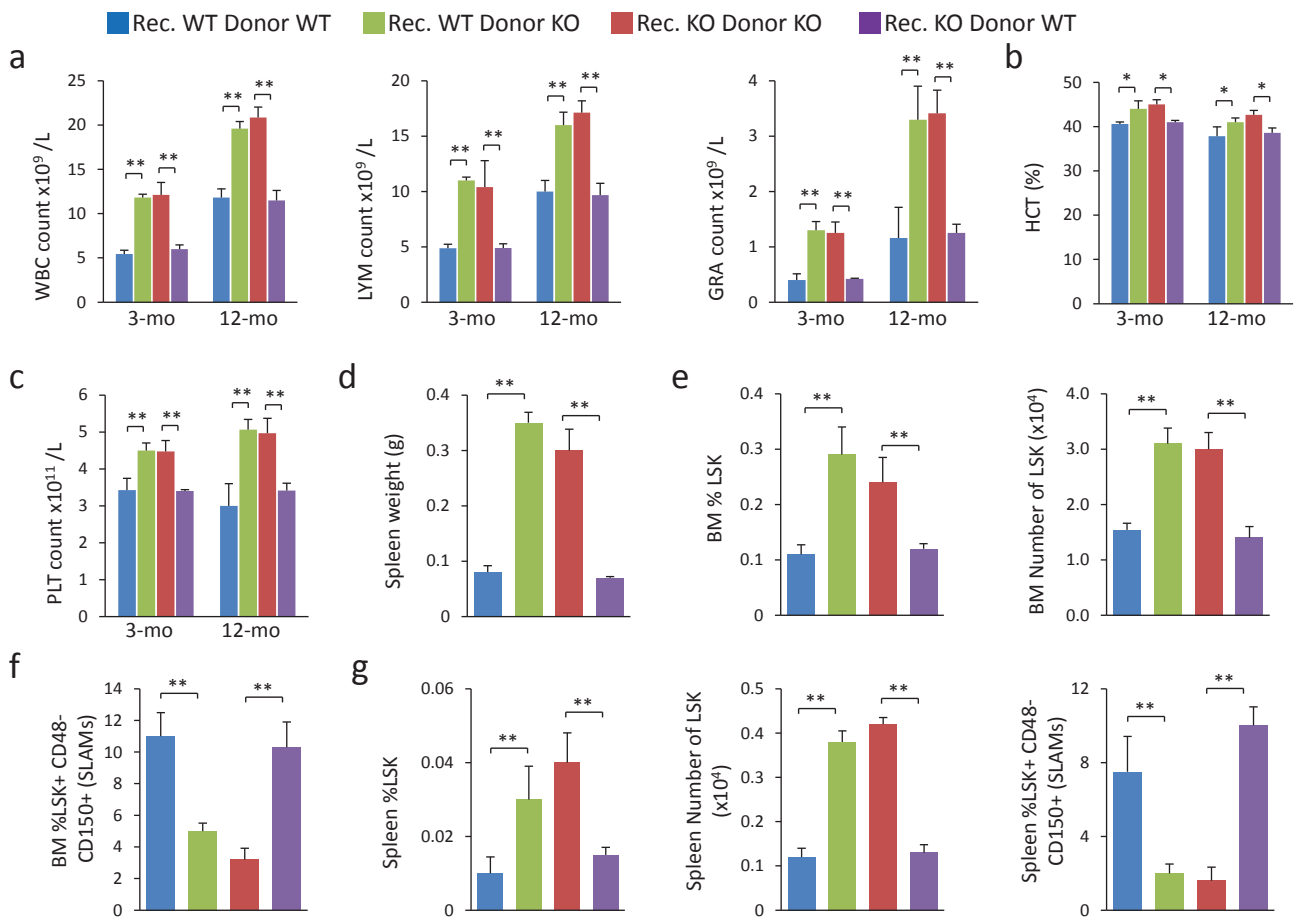 Rec. WT Donor WT Rec. WT Donor KO Rec. KO Donor KO Rec. KO Donor WT
a
WBC count x10⁹ /L
25
20
15
10
5
0
** ** ** **
3-mo 12-mo
LYM count x10⁹ /L
20
15
10
5
0
** ** ** **
3-mo 12-mo
GRA count x10⁹ /L
4
3
2
1
0
** ** ** **
3-mo 12-mo
b
HCT (%)
50
40
30
20
10
0
* * * *
3-mo 12-mo
c
PLT count x10¹¹ /L
6
5
4
3
2
1
0
** ** ** **
3-mo 12-mo
d
Spleen weight (g)
0.4
0.3
0.2
0.1
0
** **
e
BM % LSK
0.4
0.3
0.2
0.1
0
** **
BM Number of LSK (x10⁴)
4.0
3.0
2.0
1.0
0.0
** **
f
BM %LSK+ CD48-
CD150+ (SLAMs)
14
12
10
8
6
4
2
0
** **
g
Spleen %LSK
0.06
0.04
0.02
0
** **
Spleen Number of LSK
(x10⁴)
0.5
0.4
0.3
0.2
0.1
0
** **
Spleen %LSK+ CD48-
CD150+ (SLAMs)
12
8
4
0
** **